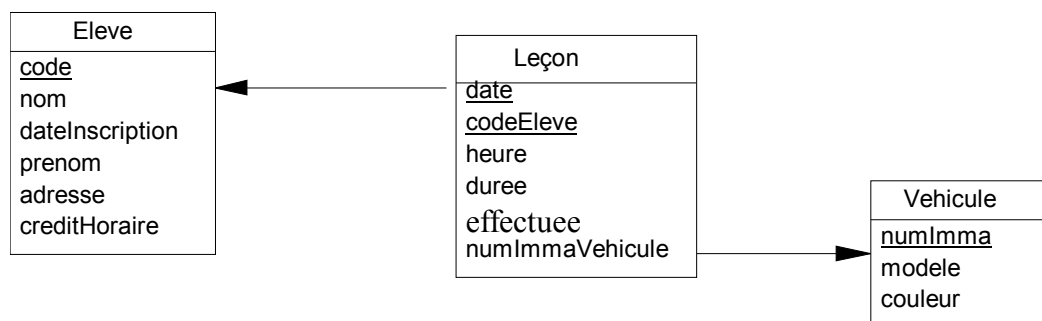 Eleve
code
nom
dateInscription
prenom
adresse
creditHoraire
Leçon
date
codeEleve
heure
duree
effectuee
numImmaVehicule
Vehicule
numImma
modele
couleur